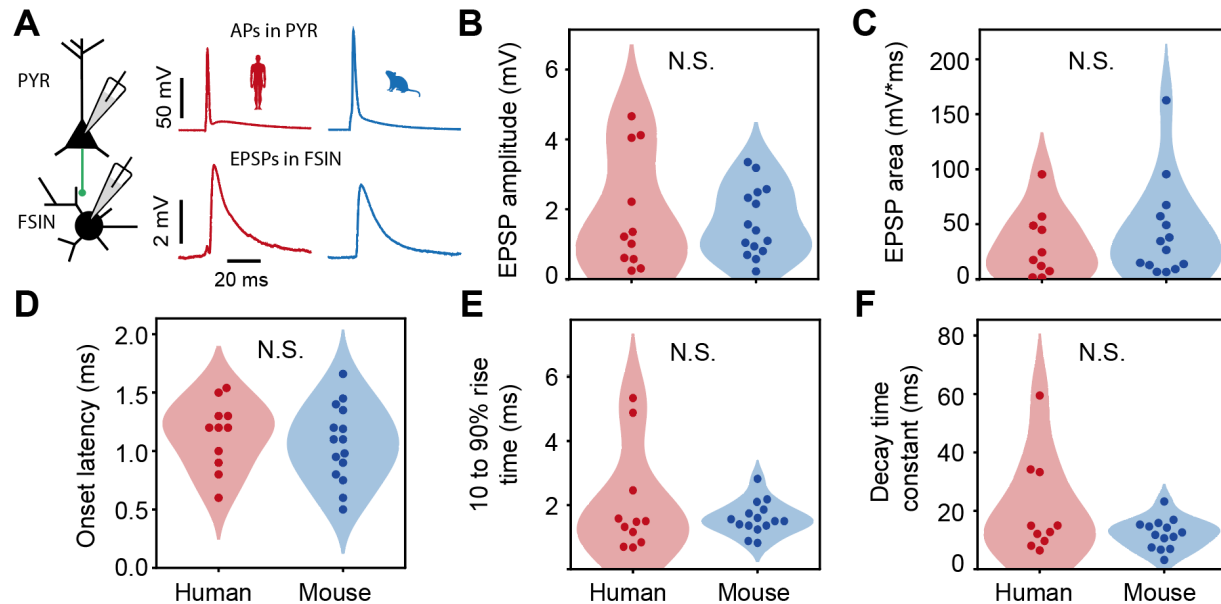 A
PYR
FSIN
APs in PYR
50 mV
EPSPs in FSIN
2 mV
20 ms
B
EPSP amplitude (mV)
6
4
2
0
N.S.
C
EPSP area (mV*ms)
200
150
100
50
0
N.S.
D
Onset latency (ms)
2.0
1.5
1.0
0.5
0.0
N.S.
Human
Mouse
E
10 to 90% rise
time (ms)
6
4
2
N.S.
Human
Mouse
F
Decay time
constant (ms)
80
60
40
20
0
N.S.
Human
Mouse